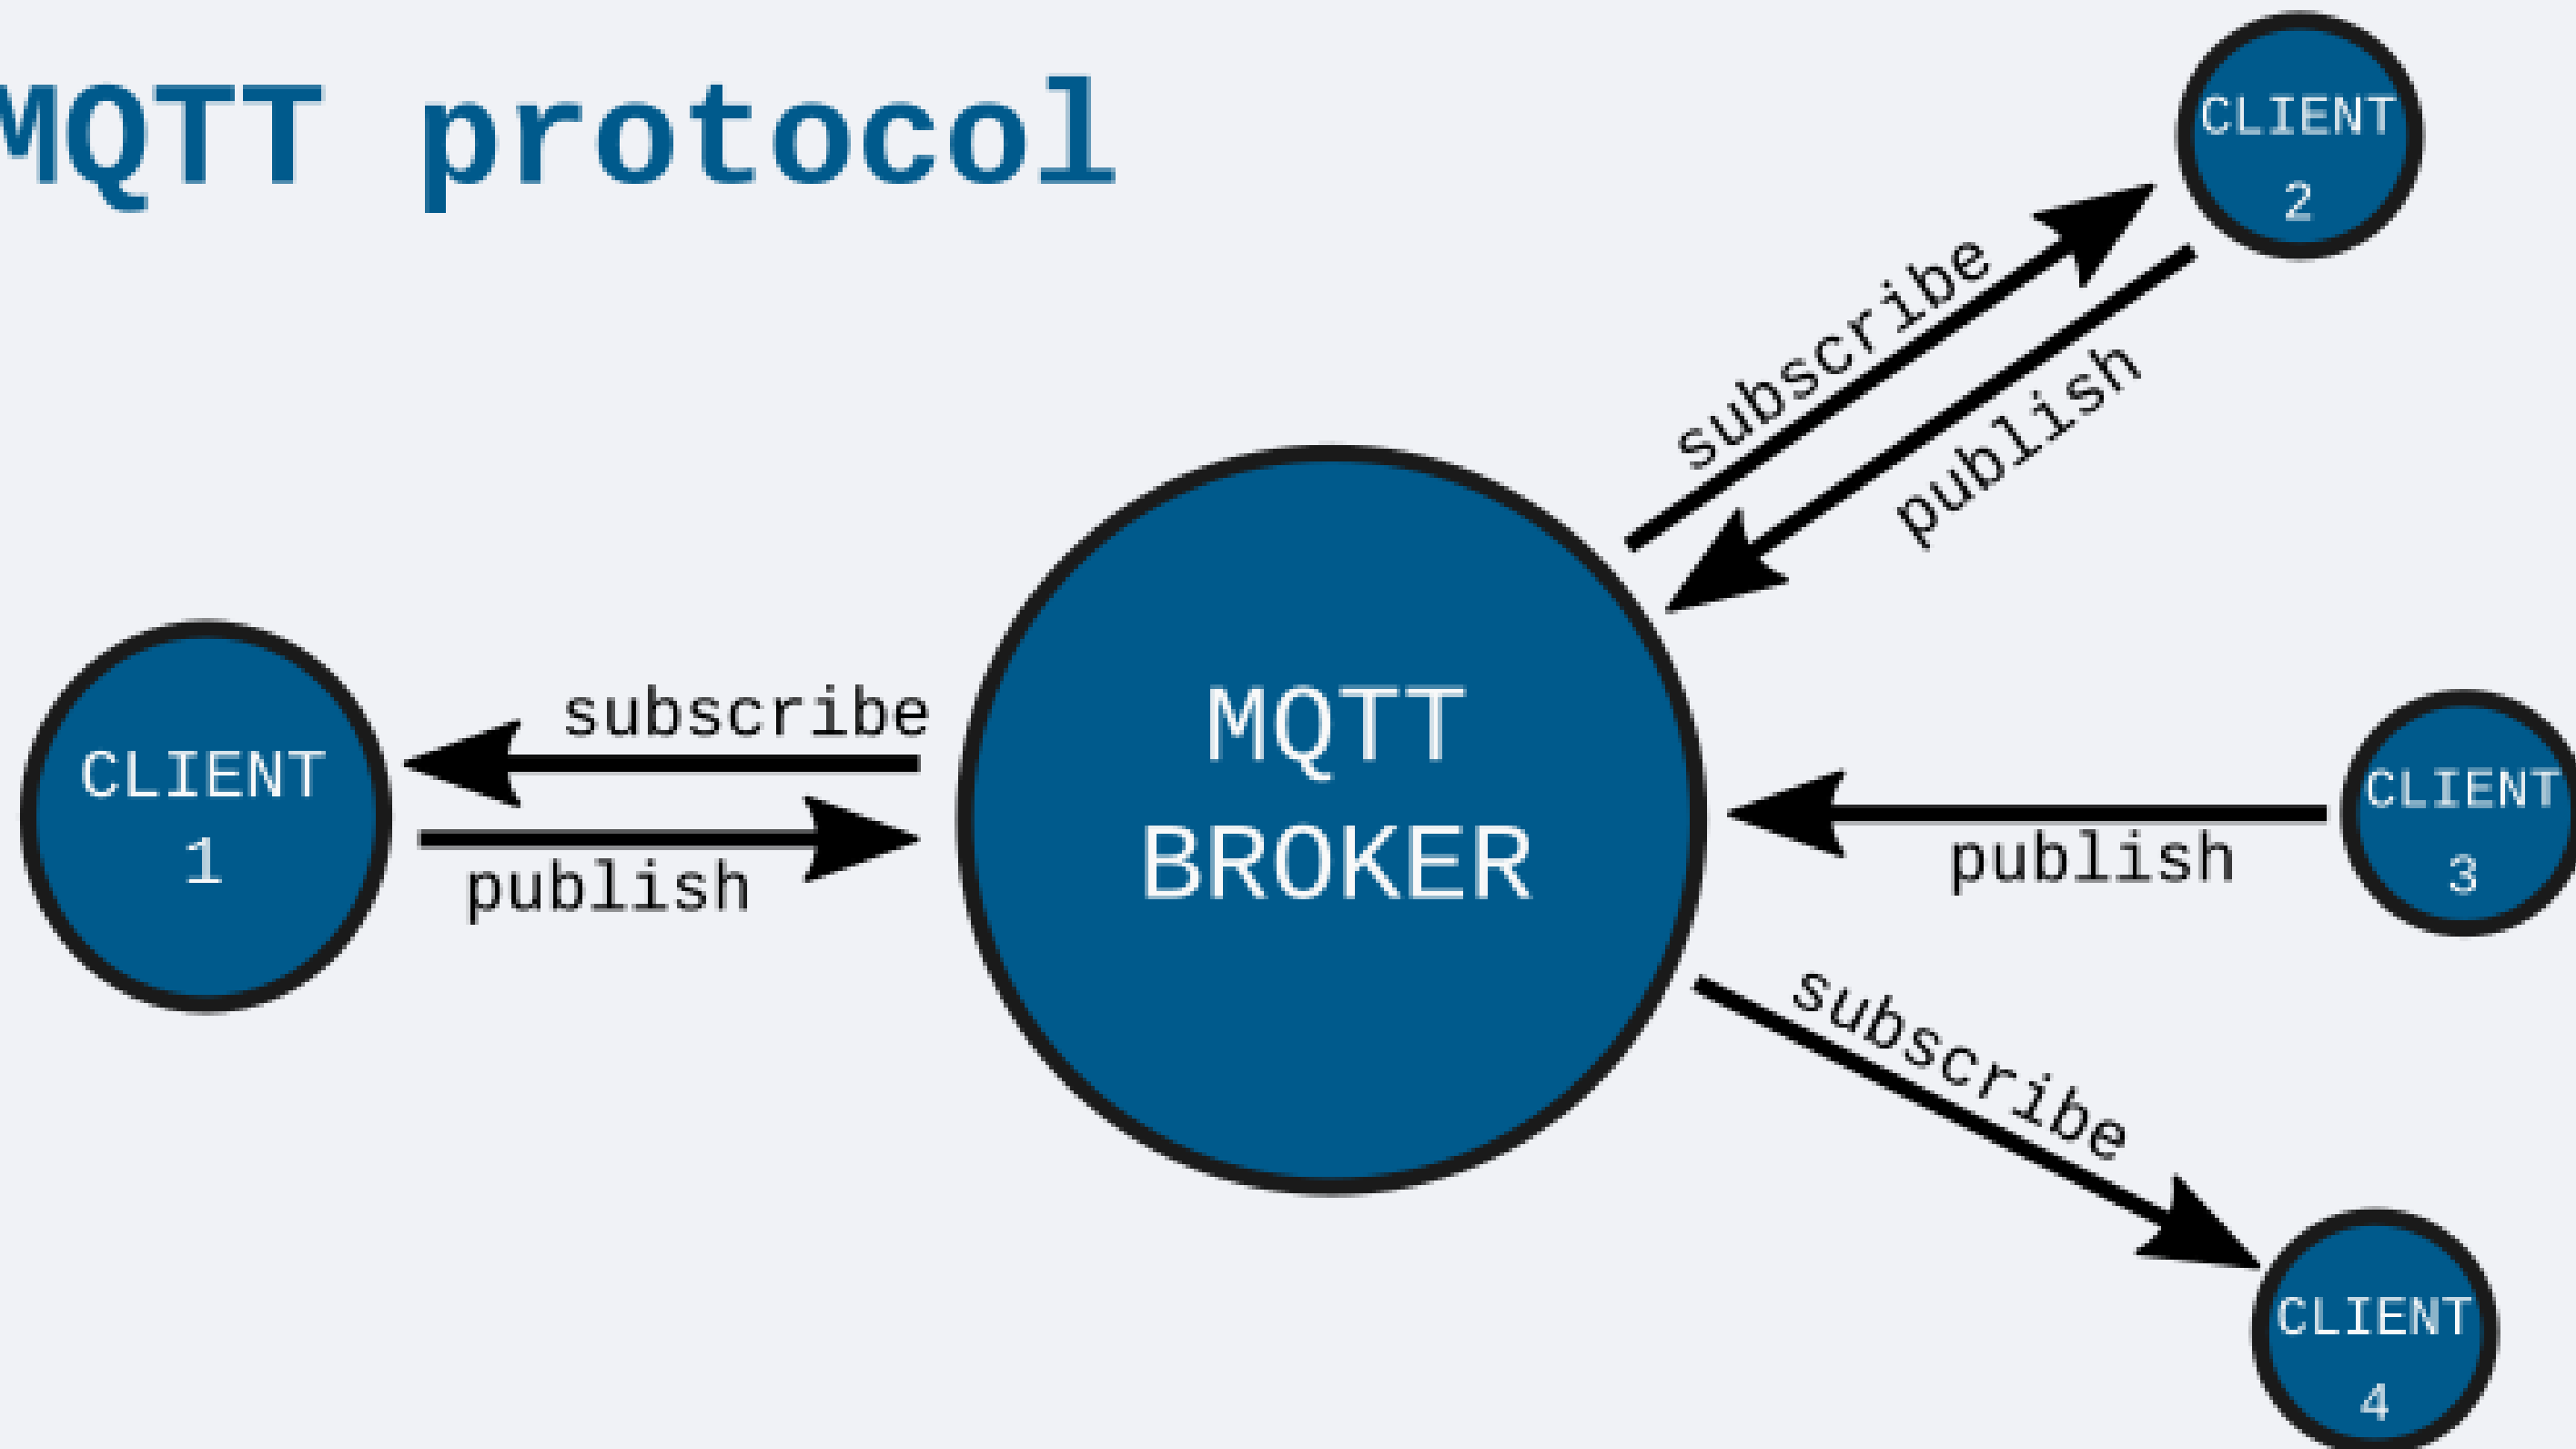 MQTT protocol
CLIENT
2
subscribe
publish
MQTT
BROKER
subscribe
publish
CLIENT
1
publish
CLIENT
3
subscribe
CLIENT
4